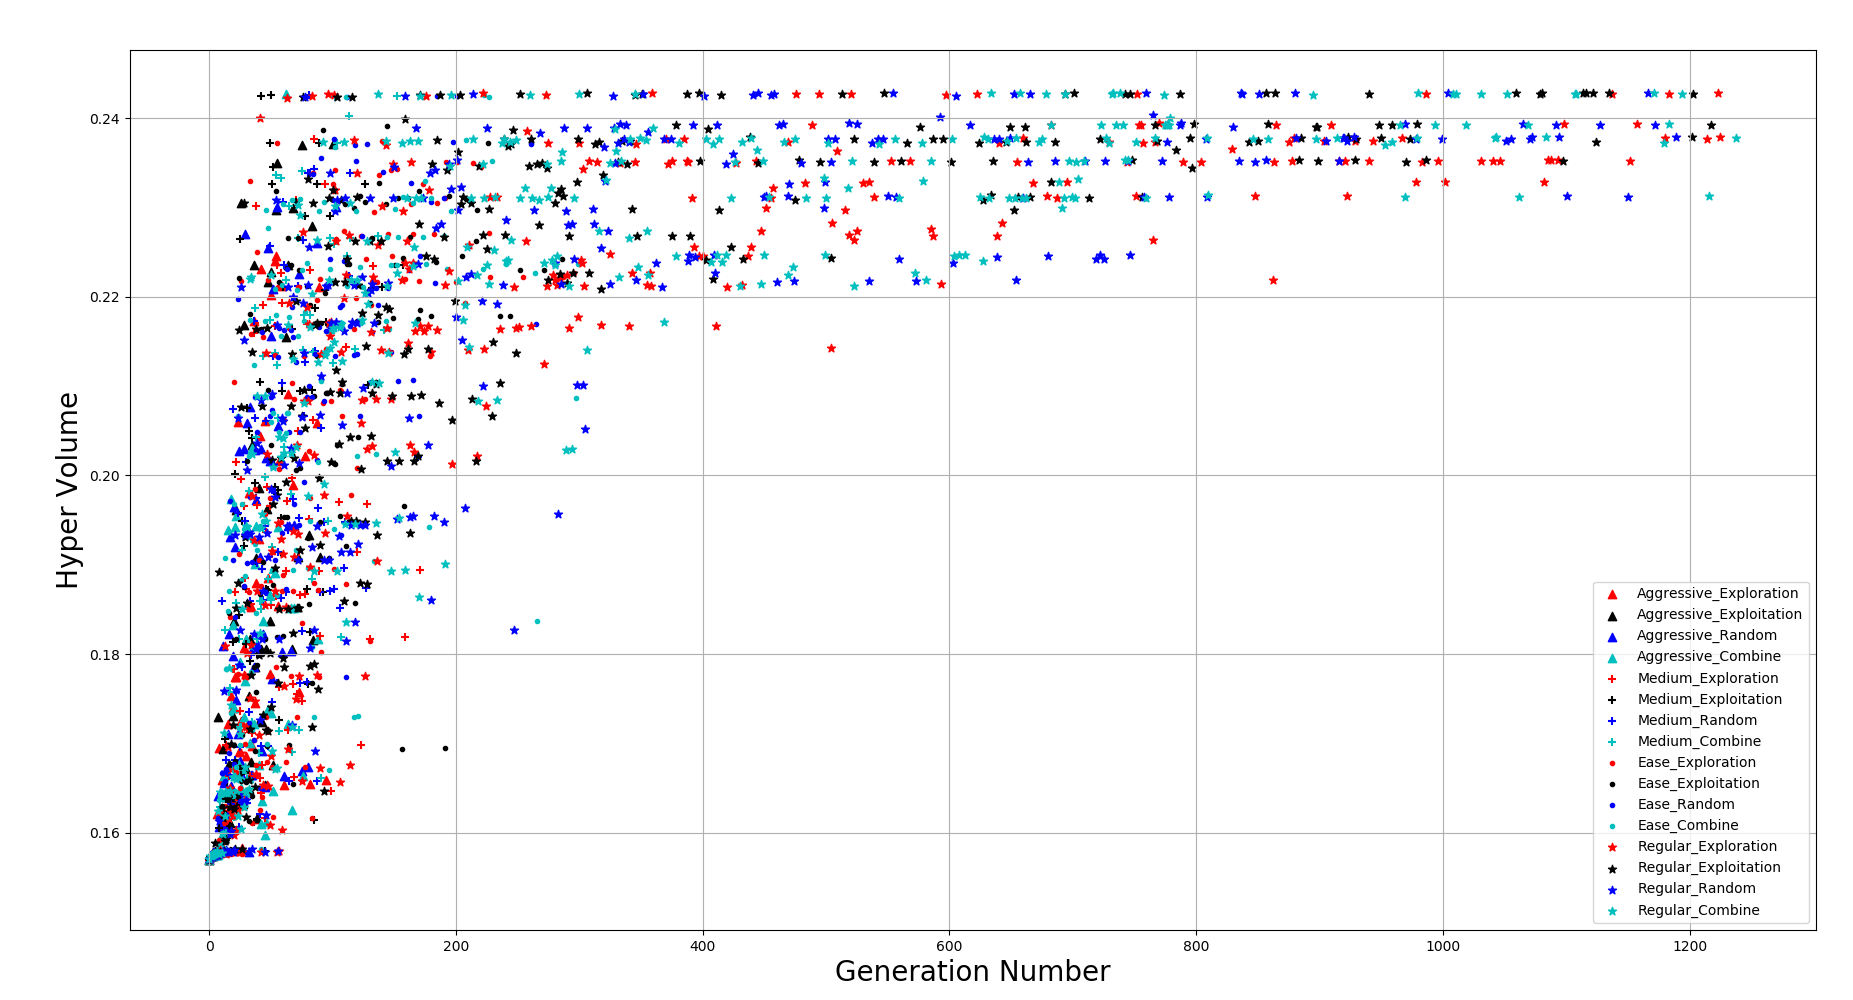 0.24
0.22
0.20
0.18
0.16
Hyper Volume
0
200
400
600
800
1000
1200
Generation Number
Aggressive_Exploration
Aggressive_Exploitation
Aggressive_Random
Aggressive_Combine
Medium_Exploration
Medium_Exploitation
Medium_Random
Medium_Combine
Ease_Exploration
Ease_Exploitation
Ease_Random
Ease_Combine
Regular_Exploration
Regular_Exploitation
Regular_Random
Regular_Combine